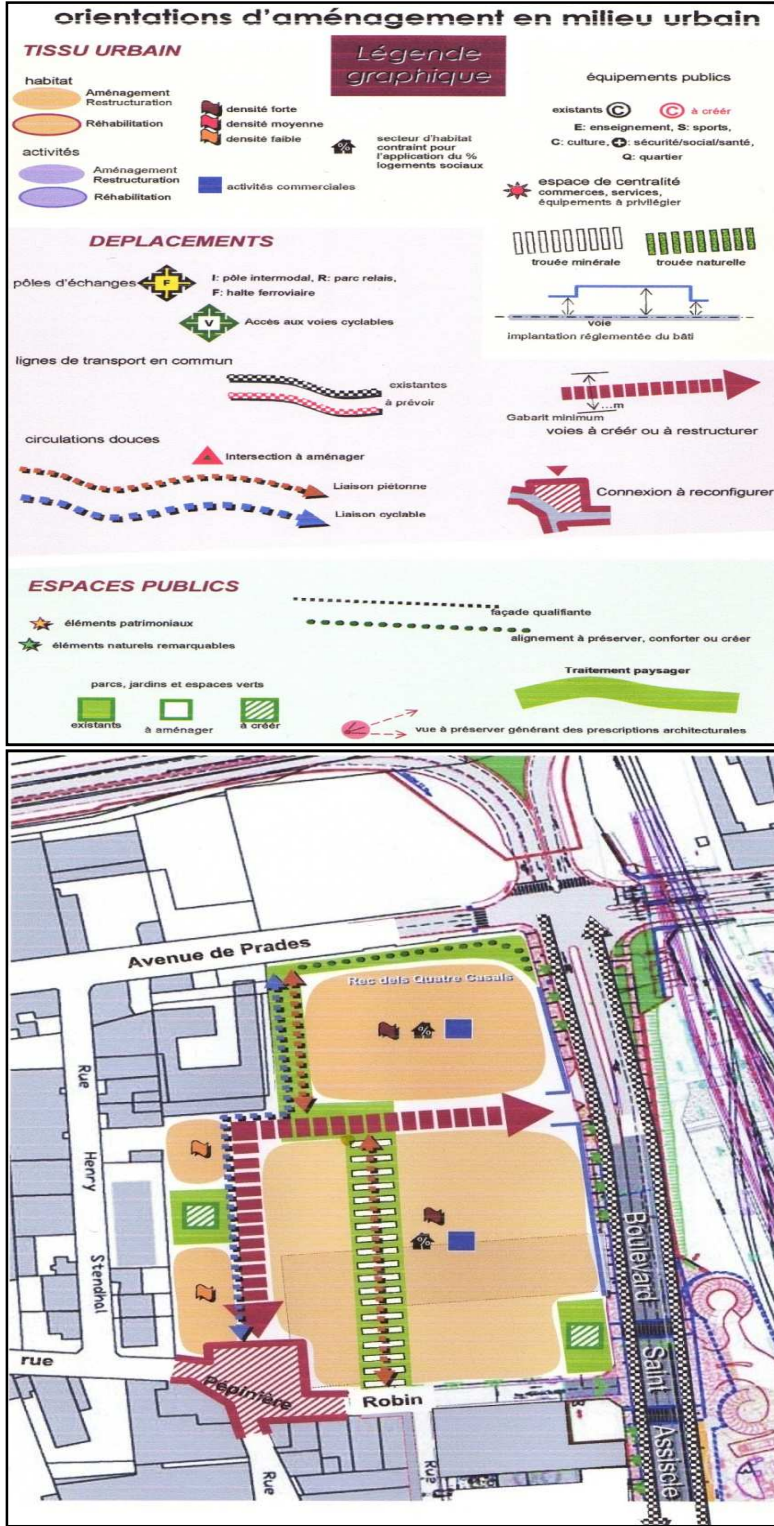 orientations d'aménagement en milieu urbain
TISSU URBAIN
Légende
graphique
habitat
Aménagement
Restructuration
Réhabilitation
activités
Aménagement
Restructuration
Réhabilitation
densité forte
densité moyenne
densité faible
activités commerciales
%
secteur d'habitat
contraint pour
l'application du %
logements sociaux
équipements publics
existants C
C à créér
E: enseignement, S: sports,
C: culture, +: sécurité/social/santé,
Q: quartier
espace de centralité
commerces, services,
équipements à privilégier
trouée minérale
trouée naturelle
voie
implantation réglementée du bâti
DEPLACEMENTS
pôles d'échanges
F
I: pôle intermodal, R: parc relais,
F: halte ferroviaire
V
Accès aux voies cyclables
lignes de transport en commun
existantes
à prévoir
circulations douces
Intersection à aménager
Liaison piétonne
Liaison cyclable
...m
Gabarit minimum
voies à créer ou à restructurer
Connexion à reconfigurer
ESPACES PUBLICS
éléments patrimoniaux
éléments naturels remarquables
façade qualifiante
alignement à préserver, conforter ou créer
parcs, jardins et espaces verts
existants
à aménager
à créér
Traitement paysager
vue à préserver générant des prescriptions architecturales
Avenue de Prades
Rec dels Quatre Casals
%
Rue
Henry
Stendhal
%
Boulevard
Saint
Assiscle
rue
Pépinière
Robin
Rue
Rue